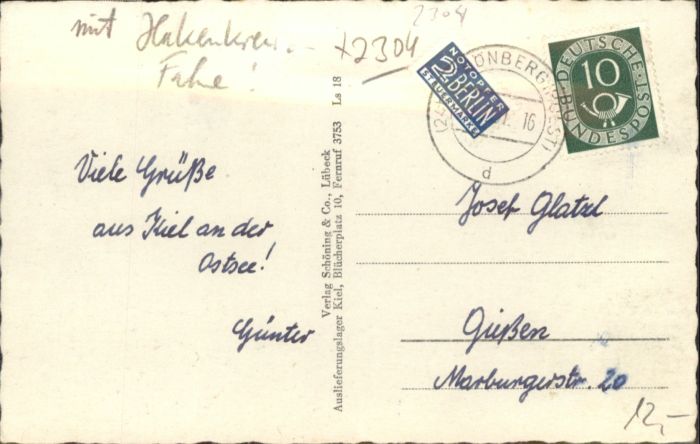 2304
mit Hakenkreu.
Fahne!
+2304
NOTOPFER
2 BERLIN
STEUERMARKE
DEUTSCHE
10
BUNDESPOST
16
d
Viele Grüße
aus Kiel an der
Ostsee!
Günter
Verlag Schöning & Co., Lübeck
Auslieferungslager Kiel, Blücherplatz 10, Fernruf 3753 Ls 18
Josef Glatzl
Gießen
Marburgerstr. 20
12,-